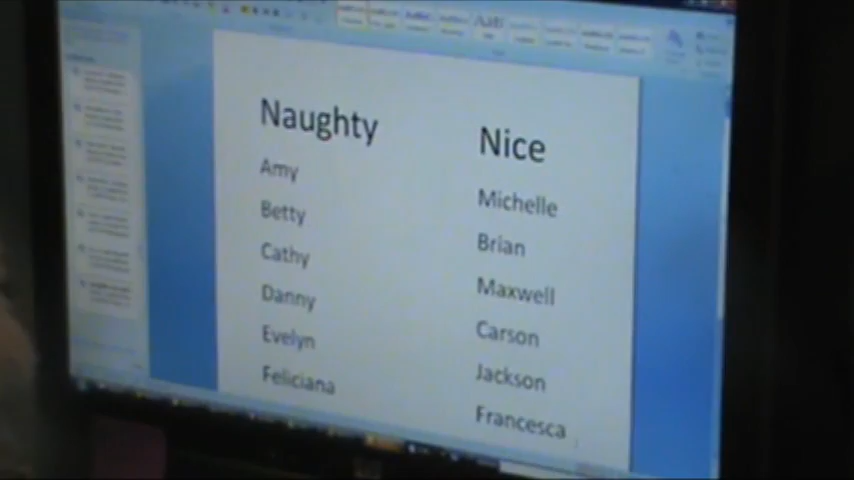 Naughty
Nice
Amy
Michelle
Betty
Brian
Cathy
Maxwell
Danny
Carson
Evelyn
Jackson
Feliciana
Francesca